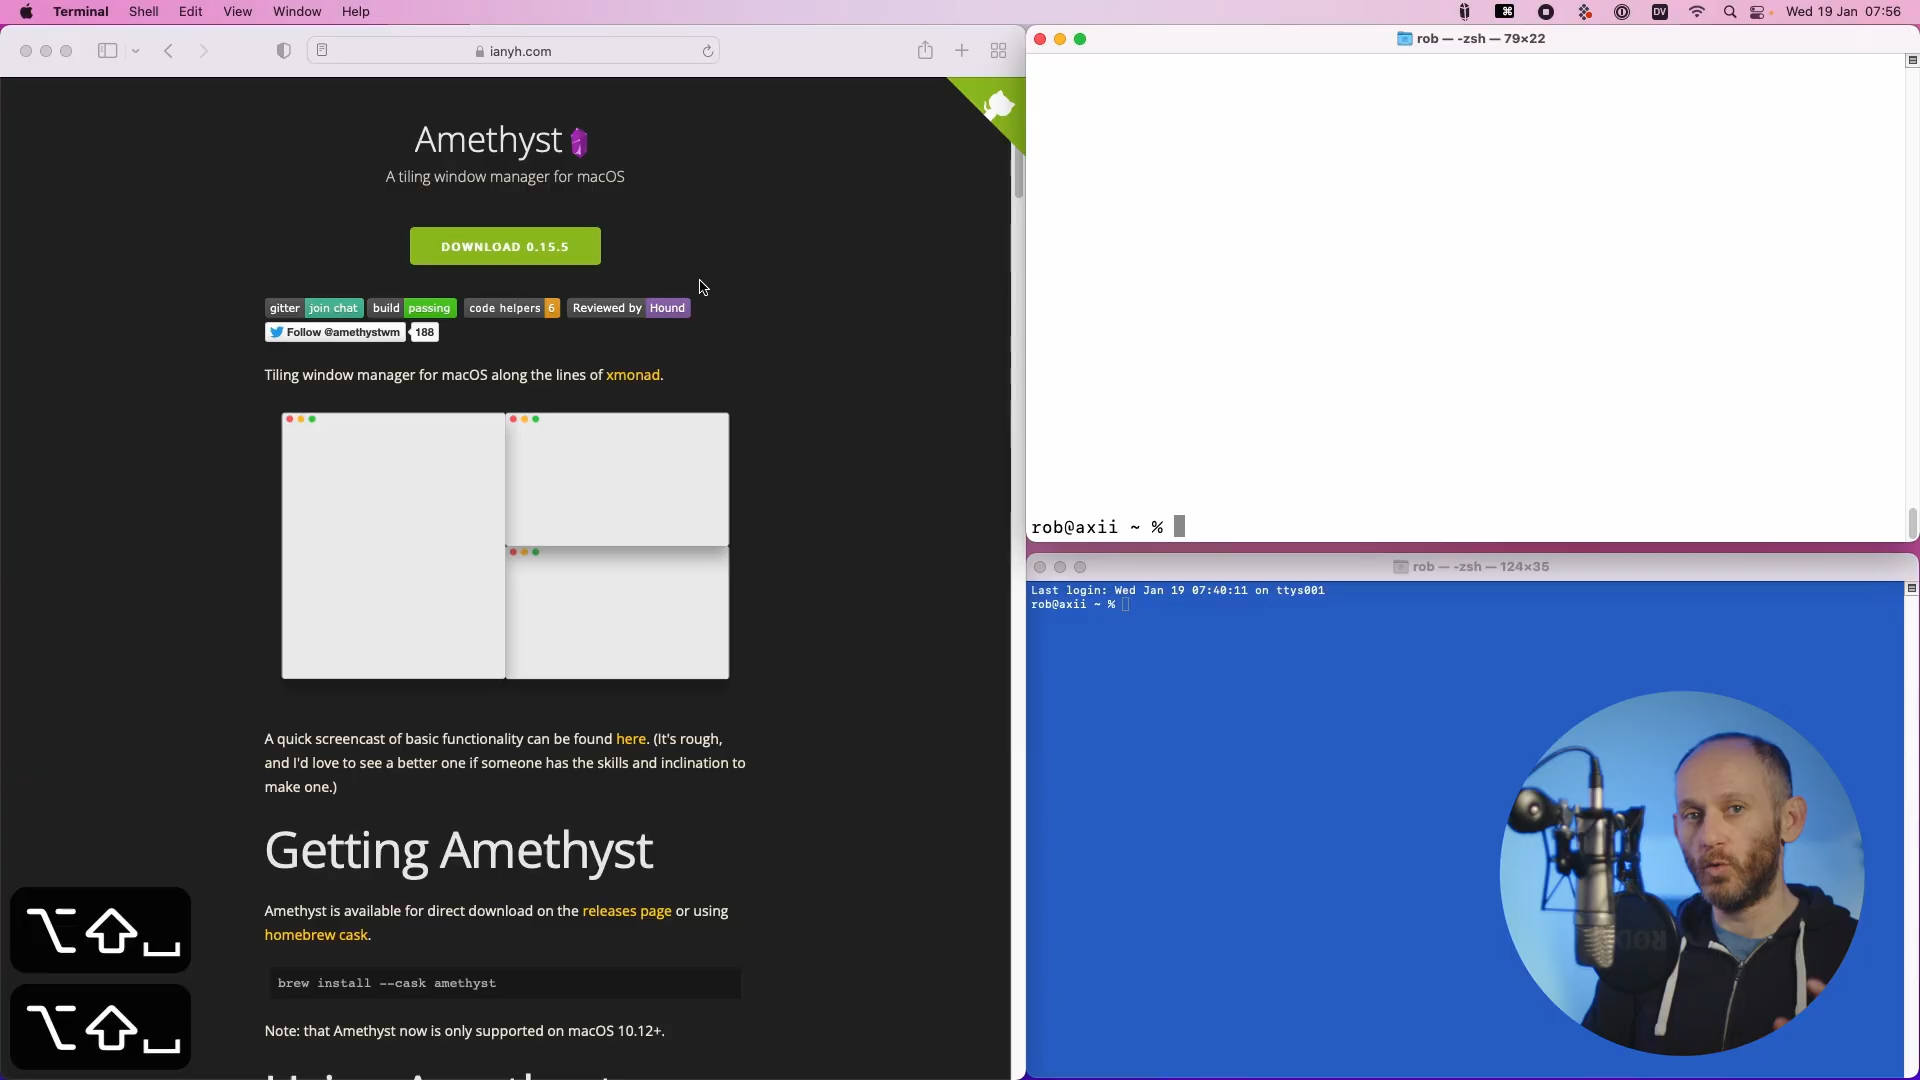 Terminal Shell Edit View Window Help
DV Wed 19 Jan 07:56
ianyh.com
Amethyst
A tiling window manager for macOS
DOWNLOAD 0.15.5
gitter join chat build passing code helpers 6 Reviewed by Hound
Follow @amethystwm 188
Tiling window manager for macOS along the lines of xmonad.
A quick screencast of basic functionality can be found here. (It's rough,
and I'd love to see a better one if someone has the skills and inclination to
make one.)
Getting Amethyst
Amethyst is available for direct download on the releases page or using
homebrew cask.
brew install --cask amethyst
Note: that Amethyst now is only supported on macOS 10.12+.
rob — -zsh — 79×22
rob@axii ~ %
rob — -zsh — 124×35
Last login: Wed Jan 19 07:40:11 on ttys001
rob@axii ~ %
RØDE